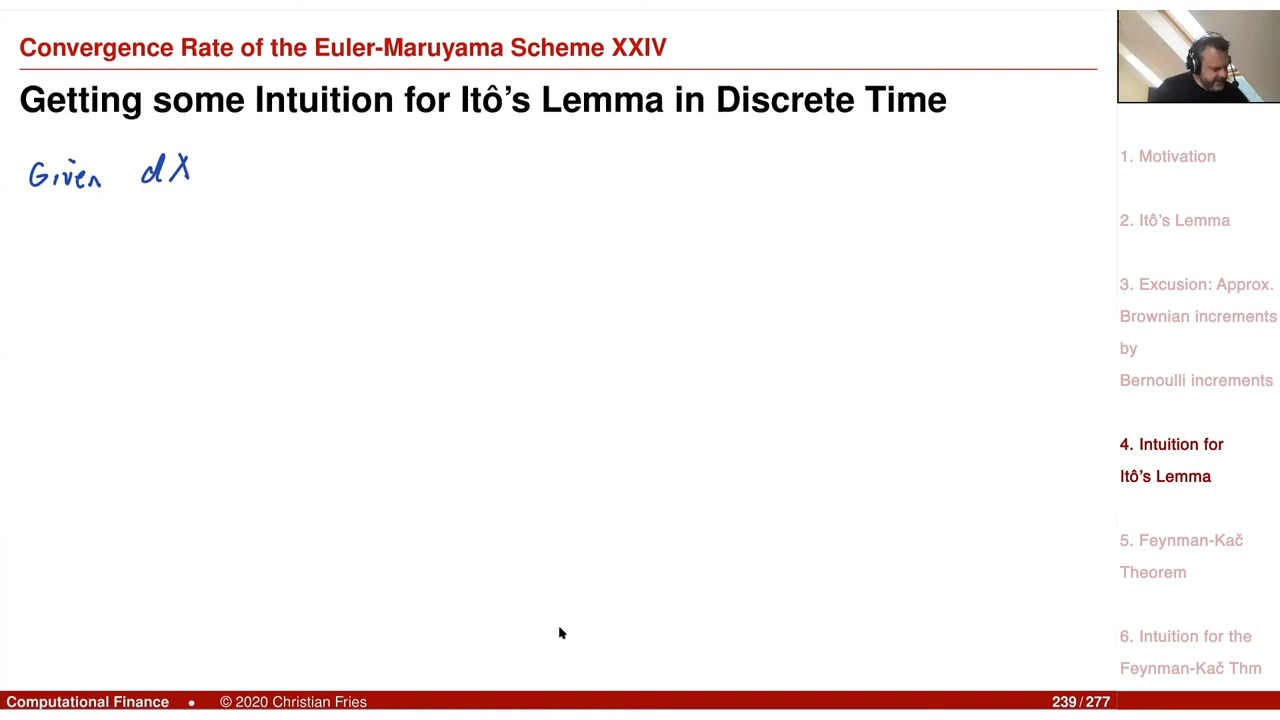 Convergence Rate of the Euler-Maruyama Scheme XXIV
Getting some Intuition for Itô's Lemma in Discrete Time
Given dX
1. Motivation
2. Itô's Lemma
3. Excusion: Approx.
Brownian increments
by
Bernoulli increments
4. Intuition for
Itô's Lemma
5. Feynman-Kač
Theorem
6. Intuition for the
Feynman-Kač Thm
Computational Finance • © 2020 Christian Fries 239 / 277